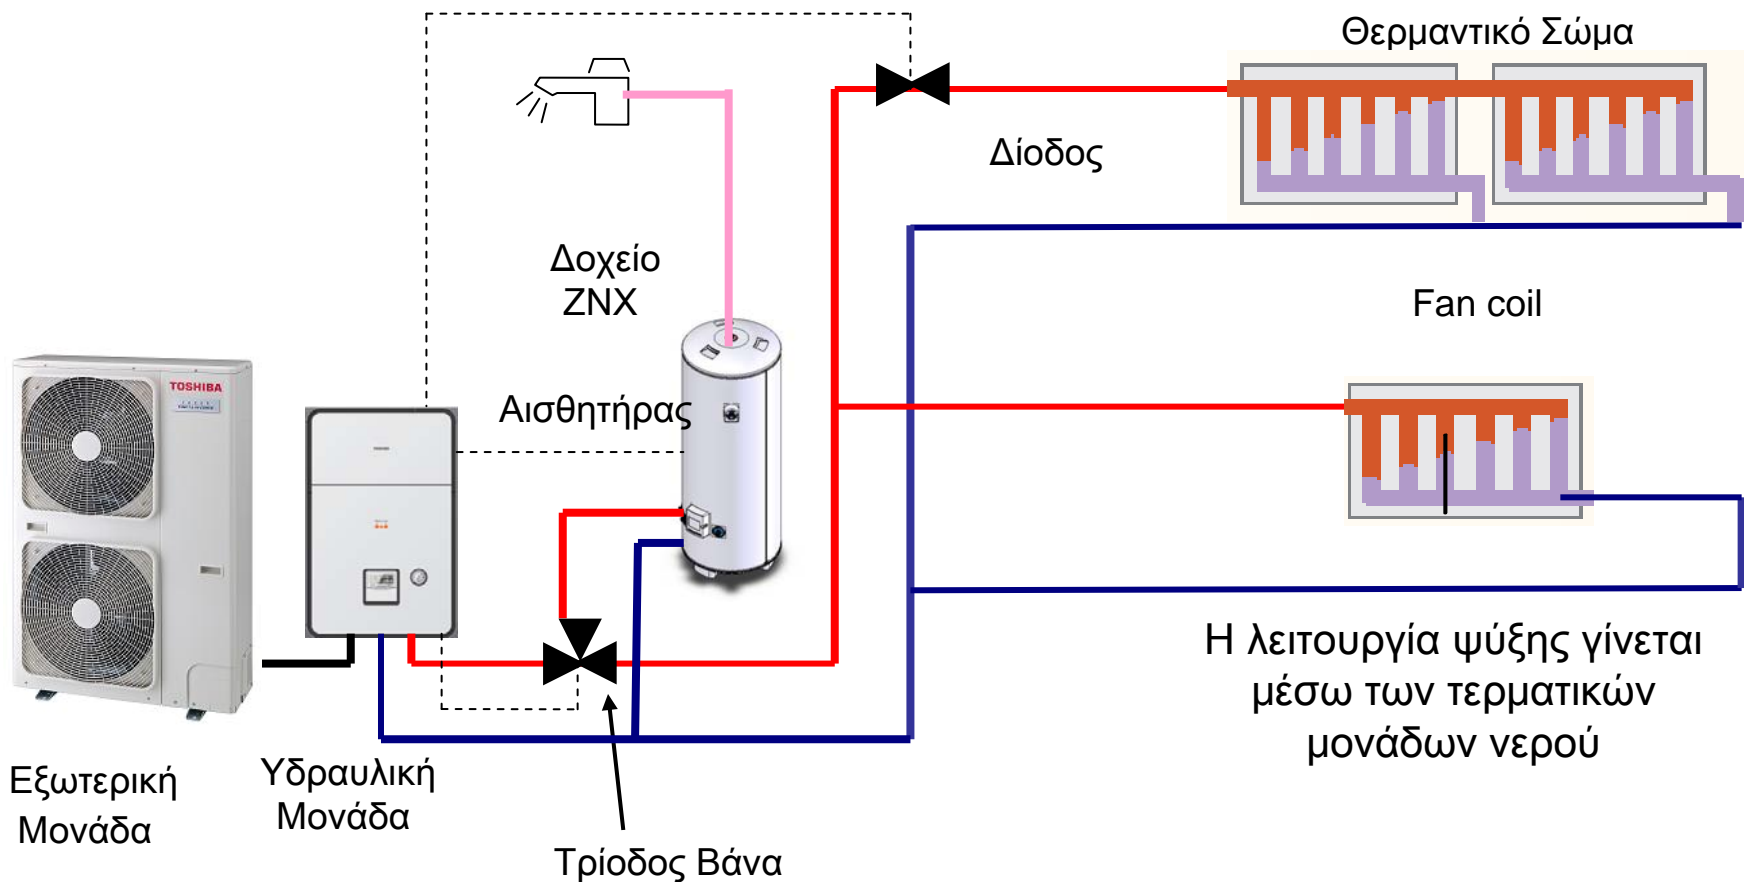 Θερμαντικό Σώμα
Δίοδος
Δοχείο
ΖΝΧ
Fan coil
TOSHIBA
Αισθητήρας
Η λειτουργία ψύξης γίνεται
μέσω των τερματικών
μονάδων νερού
Εξωτερική
Μονάδα
Υδραυλική
Μονάδα
Τρίοδος Βάνα